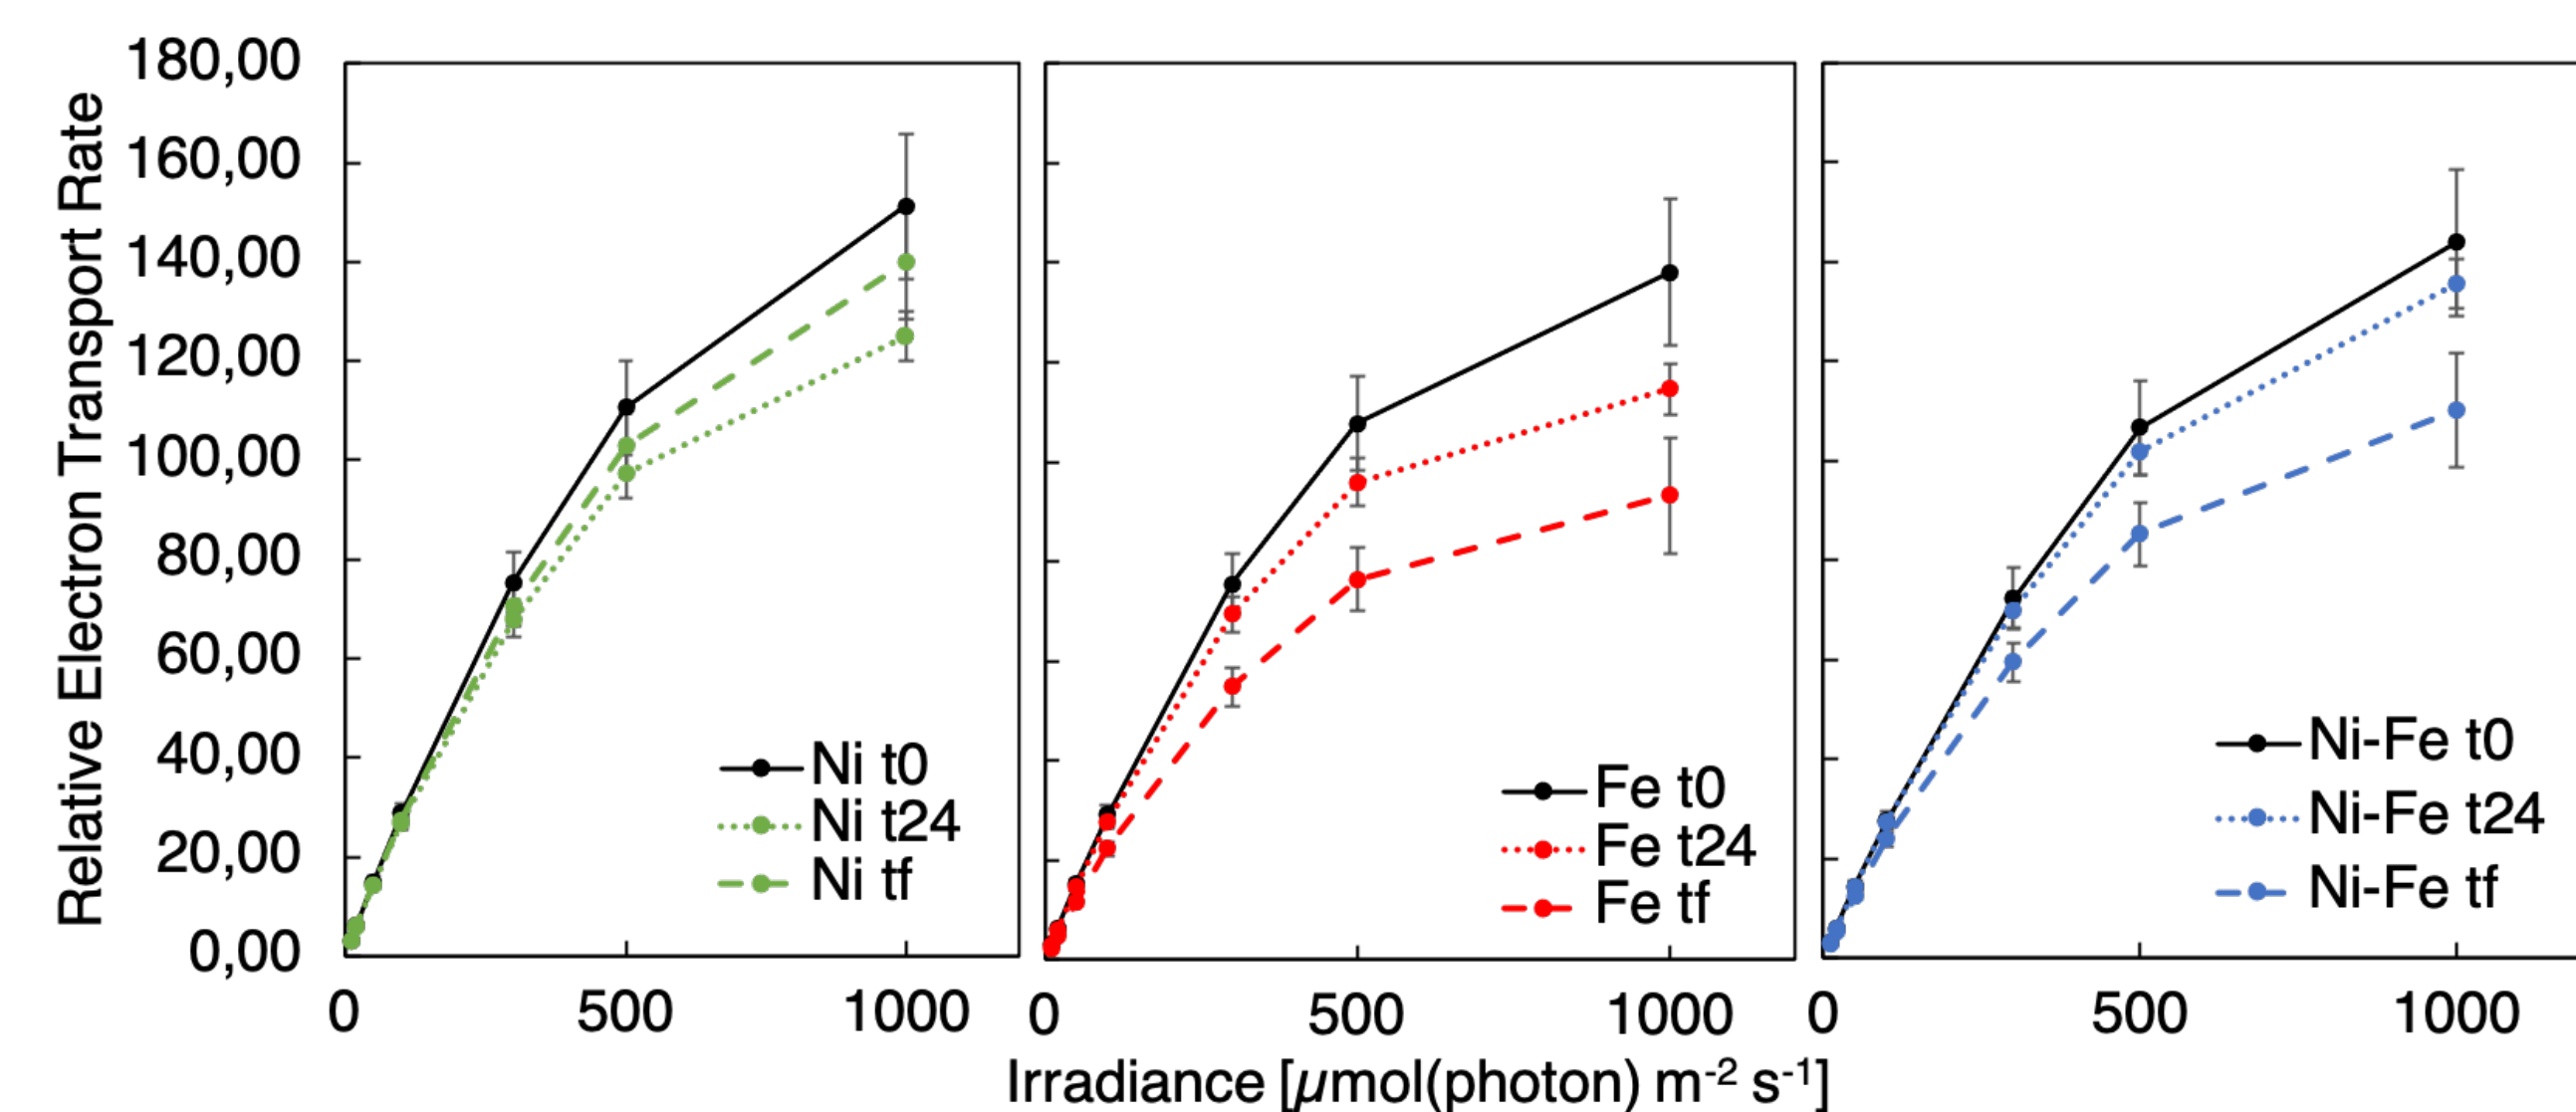 Relative Electron Transport Rate
180,00
160,00
140,00
120,00
100,00
80,00
60,00
40,00
20,00
0,00
Ni t0
Ni t24
Ni tf
0 500 1000
Fe t0
Fe t24
Fe tf
0 500 1000
Ni-Fe t0
Ni-Fe t24
Ni-Fe tf
0 500 1000
Irradiance [µmol(photon) m⁻² s⁻¹]